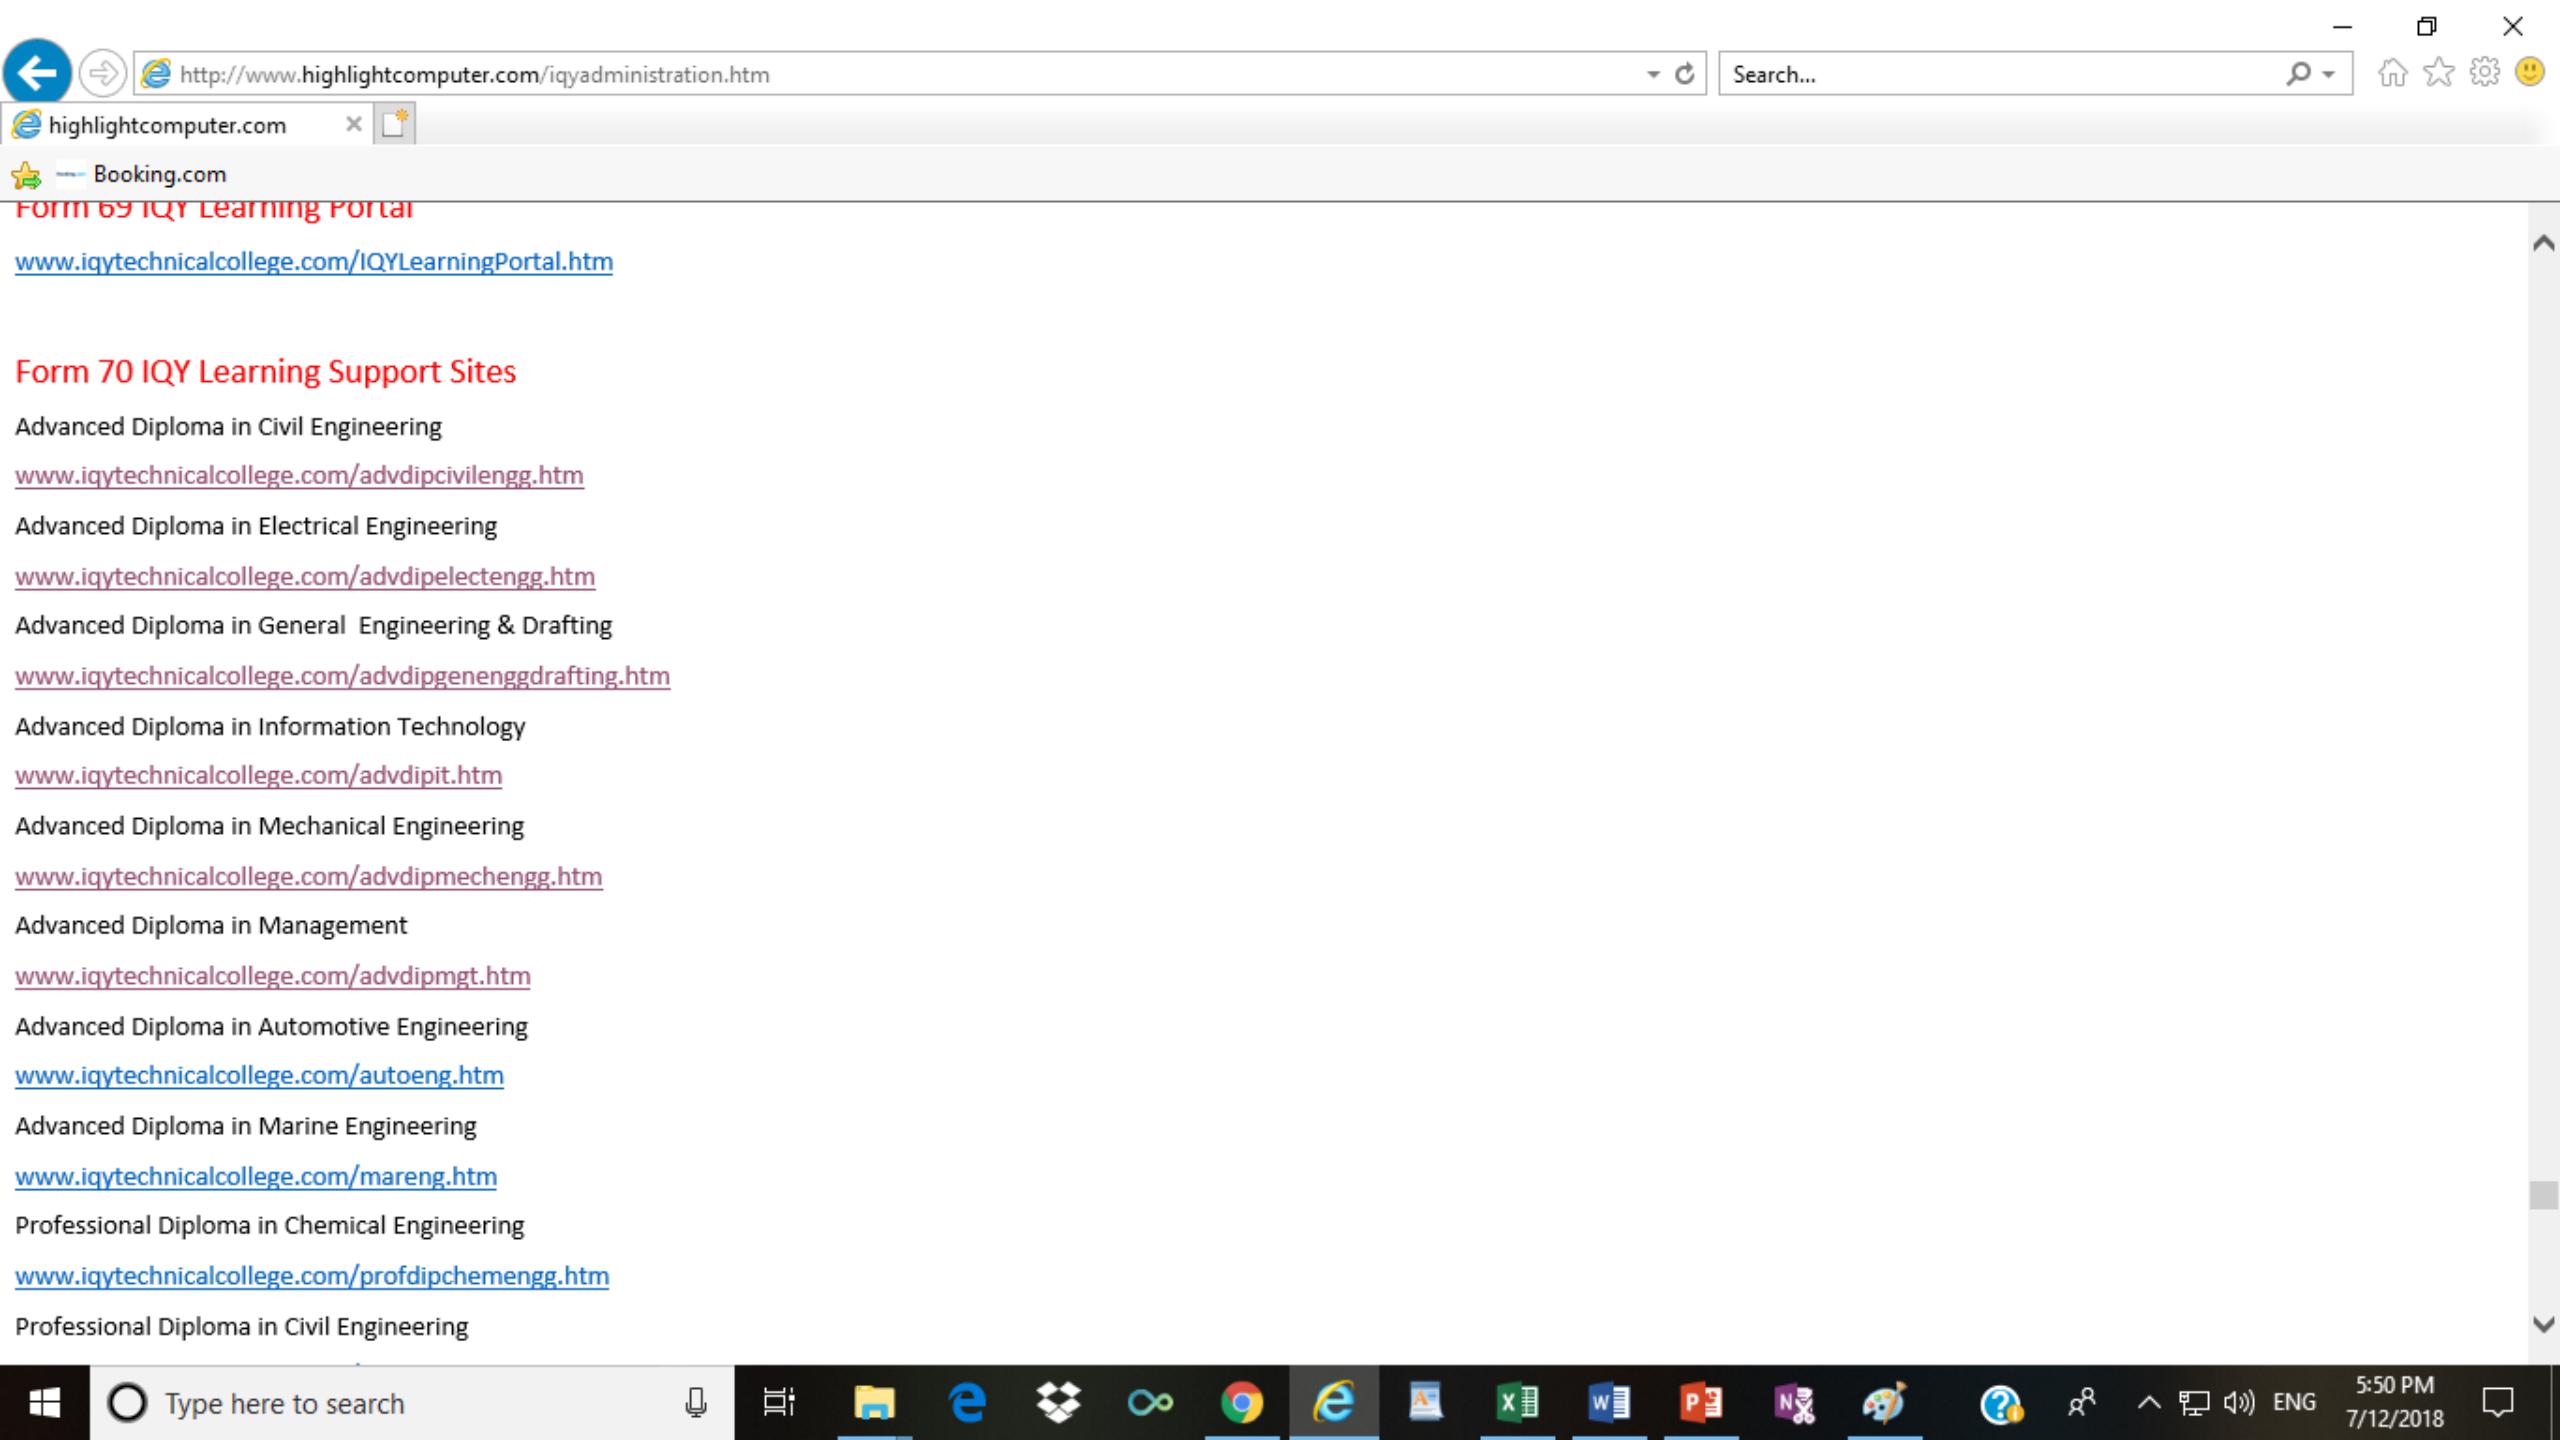 http://www.highlightcomputer.com/iqyadministration.htm
Search...
highlightcomputer.com
Booking.com
Form 69 IQY Learning Portal
www.iqytechnicalcollege.com/IQYLearningPortal.htm
Form 70 IQY Learning Support Sites
Advanced Diploma in Civil Engineering
www.iqytechnicalcollege.com/advdipcivilengg.htm
Advanced Diploma in Electrical Engineering
www.iqytechnicalcollege.com/advdipelectengg.htm
Advanced Diploma in General  Engineering & Drafting
www.iqytechnicalcollege.com/advdipgenenggdrafting.htm
Advanced Diploma in Information Technology
www.iqytechnicalcollege.com/advdipit.htm
Advanced Diploma in Mechanical Engineering
www.iqytechnicalcollege.com/advdipmechengg.htm
Advanced Diploma in Management
www.iqytechnicalcollege.com/advdipmgt.htm
Advanced Diploma in Automotive Engineering
www.iqytechnicalcollege.com/autoeng.htm
Advanced Diploma in Marine Engineering
www.iqytechnicalcollege.com/mareng.htm
Professional Diploma in Chemical Engineering
www.iqytechnicalcollege.com/profdipchemengg.htm
Professional Diploma in Civil Engineering
Type here to search
ENG
5:50 PM
7/12/2018